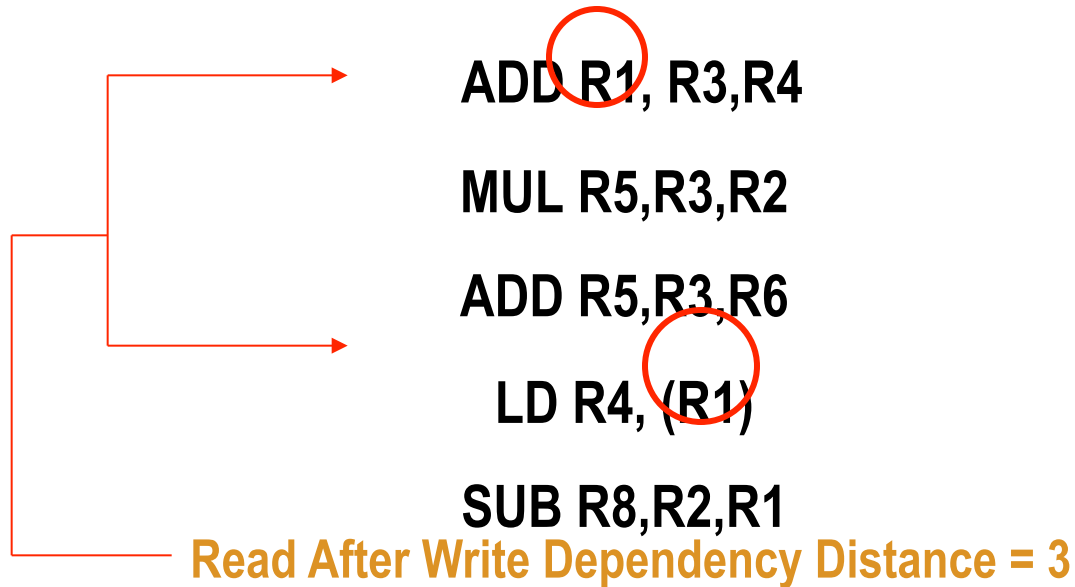 ADD R1, R3,R4
MUL R5,R3,R2
ADD R5,R3,R6
LD R4, (R1)
SUB R8,R2,R1
Read After Write Dependency Distance = 3